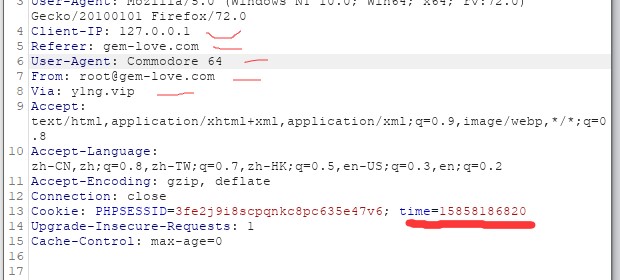 3 User-Agent: Mozilla/5.0 (Windows NT 10.0; Win64; x64; rv:72.0)
Gecko/20100101 Firefox/72.0
4 Client-IP: 127.0.0.1
5 Referer: gem-love.com
6 User-Agent: Commodore 64
7 From: root@gem-love.com
8 Via: y1ng.vip
9 Accept:
text/html,application/xhtml+xml,application/xml;q=0.9,image/webp,*/*;q=0
.8
10 Accept-Language:
zh-CN,zh;q=0.8,zh-TW;q=0.7,zh-HK;q=0.5,en-US;q=0.3,en;q=0.2
11 Accept-Encoding: gzip, deflate
12 Connection: close
13 Cookie: PHPSESSID=3fe2j9i8scpqnkc8pc635e47v6; time=15858186820
14 Upgrade-Insecure-Requests: 1
15 Cache-Control: max-age=0
16
17